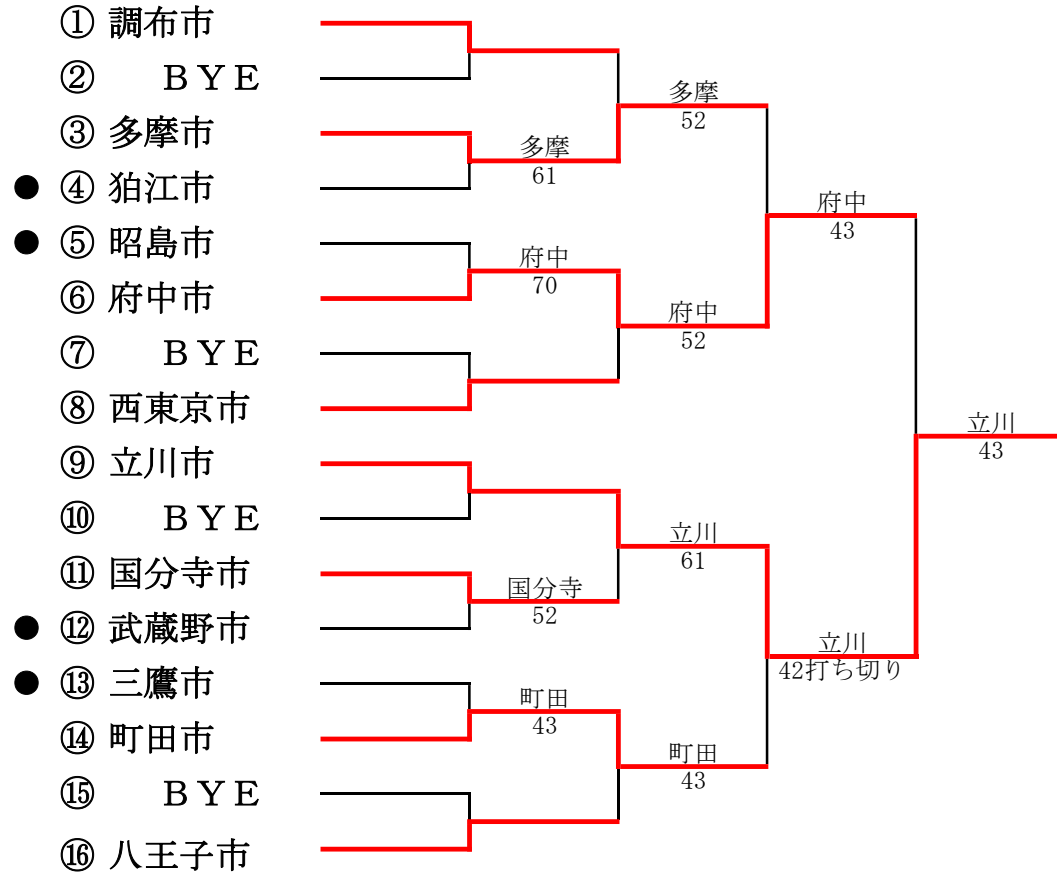 ① 調布市
② ＢＹＥ
③ 多摩市
● ④ 狛江市
● ⑤ 昭島市
⑥ 府中市
⑦ ＢＹＥ
⑧ 西東京市
⑨ 立川市
⑩ ＢＹＥ
⑪ 国分寺市
● ⑫ 武蔵野市
● ⑬ 三鷹市
⑭ 町田市
⑮ ＢＹＥ
⑯ 八王子市
多摩
61
府中
70
国分寺
52
町田
43
多摩
52
府中
52
立川
61
町田
43
府中
43
立川
42打ち切り
立川
43